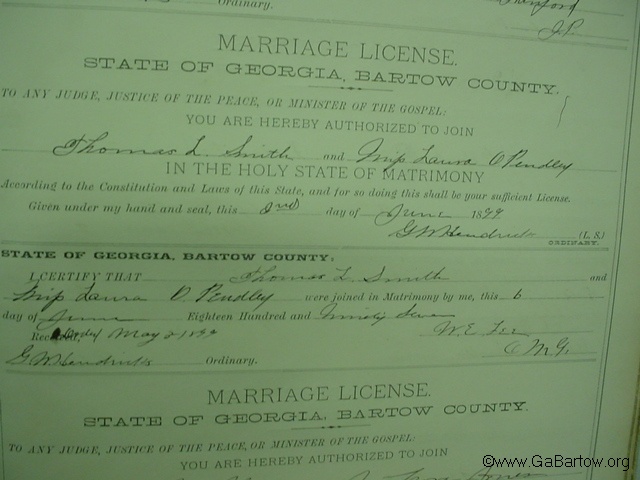 Ordinary.
J.P.
MARRIAGE LICENSE.
STATE OF GEORGIA, BARTOW COUNTY.
TO ANY JUDGE, JUSTICE OF THE PEACE, OR MINISTER OF THE GOSPEL:
YOU ARE HEREBY AUTHORIZED TO JOIN
Thomas L. Smith and Miss Laura O Pendley
IN THE HOLY STATE OF MATRIMONY
According to the Constitution and Laws of this State, and for so doing this shall be your sufficient License.
Given under my hand and seal, this 2nd day of June 1899
G W Hendricks (L. S.)
ORDINARY.
STATE OF GEORGIA, BARTOW COUNTY:
I CERTIFY THAT Thomas L. Smith and
Miss Laura O. Pendley were joined in Matrimony by me, this 6
day of June Eighteen Hundred and Ninety
May 2 1899 W. E.
G W Hendricks Ordinary. M.G.
MARRIAGE LICENSE.
STATE OF GEORGIA, BARTOW COUNTY.
TO ANY JUDGE, JUSTICE OF THE PEACE, OR MINISTER OF THE GOSPEL:
YOU ARE HEREBY AUTHORIZED TO JOIN
©www.GaBartow.org